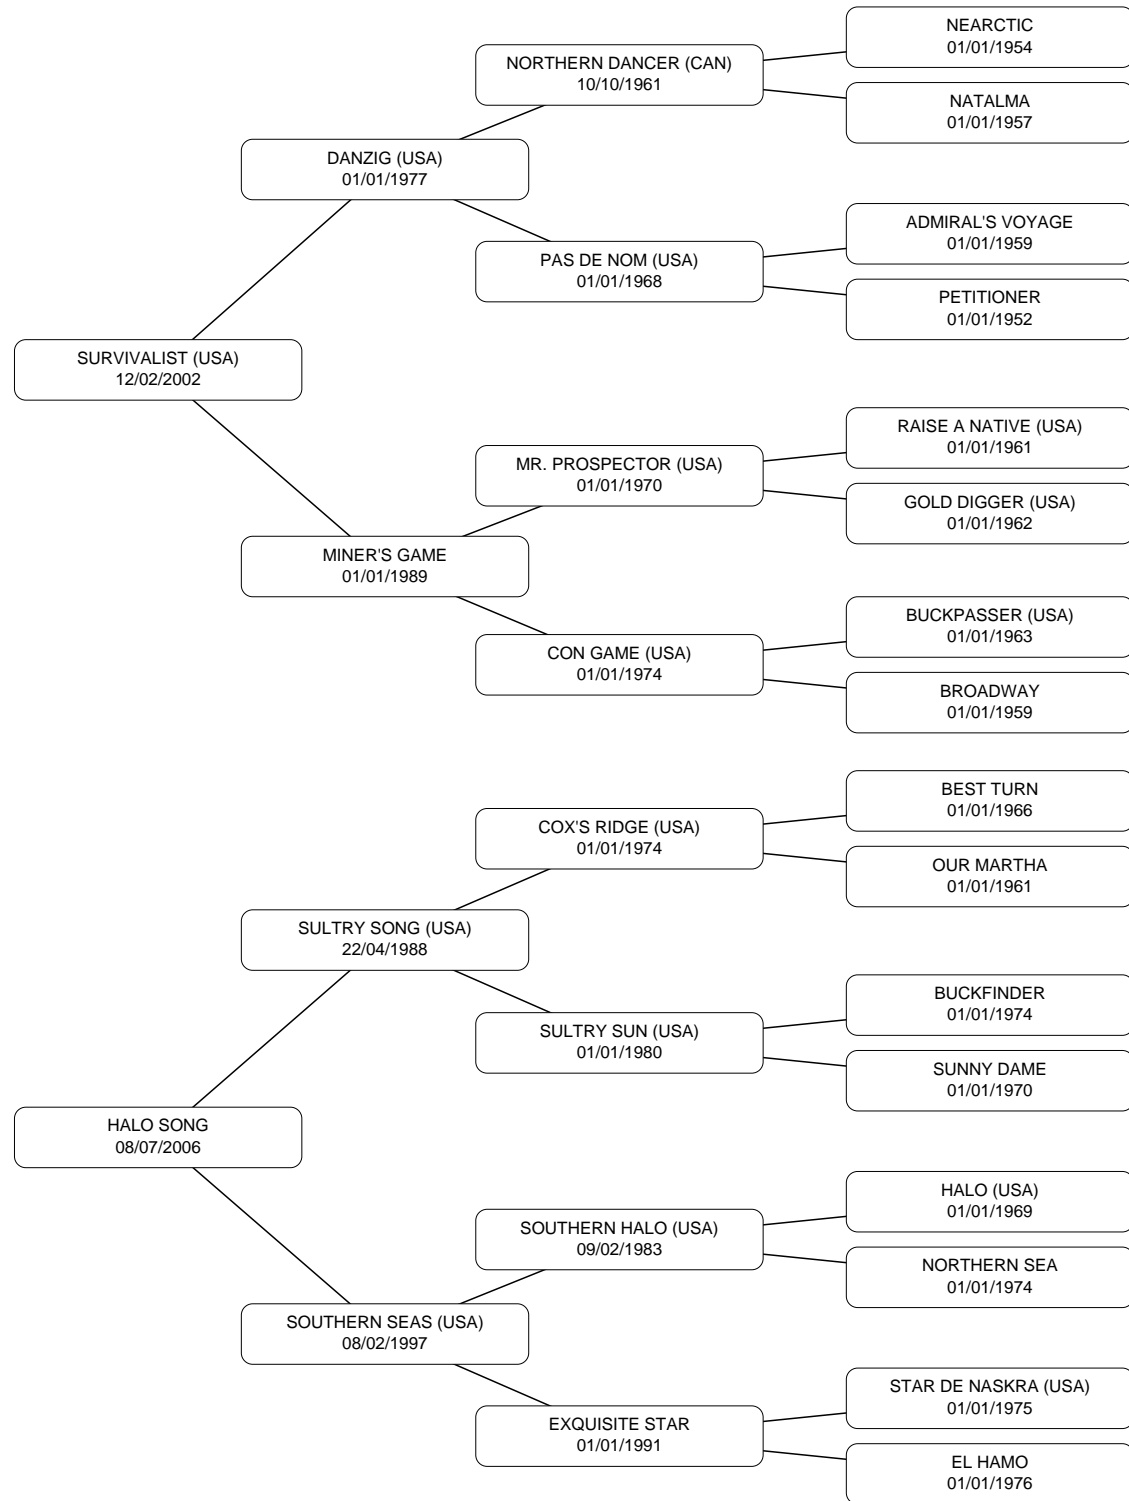 NEARCTIC
01/01/1954
NORTHERN DANCER (CAN)
10/10/1961
NATALMA
01/01/1957
DANZIG (USA)
01/01/1977
ADMIRAL'S VOYAGE
01/01/1959
PAS DE NOM (USA)
01/01/1968
PETITIONER
01/01/1952
SURVIVALIST (USA)
12/02/2002
RAISE A NATIVE (USA)
01/01/1961
MR. PROSPECTOR (USA)
01/01/1970
GOLD DIGGER (USA)
01/01/1962
MINER'S GAME
01/01/1989
BUCKPASSER (USA)
01/01/1963
CON GAME (USA)
01/01/1974
BROADWAY
01/01/1959
BEST TURN
01/01/1966
COX'S RIDGE (USA)
01/01/1974
OUR MARTHA
01/01/1961
SULTRY SONG (USA)
22/04/1988
BUCKFINDER
01/01/1974
SULTRY SUN (USA)
01/01/1980
SUNNY DAME
01/01/1970
HALO SONG
08/07/2006
HALO (USA)
01/01/1969
SOUTHERN HALO (USA)
09/02/1983
NORTHERN SEA
01/01/1974
SOUTHERN SEAS (USA)
08/02/1997
STAR DE NASKRA (USA)
01/01/1975
EXQUISITE STAR
01/01/1991
EL HAMO
01/01/1976